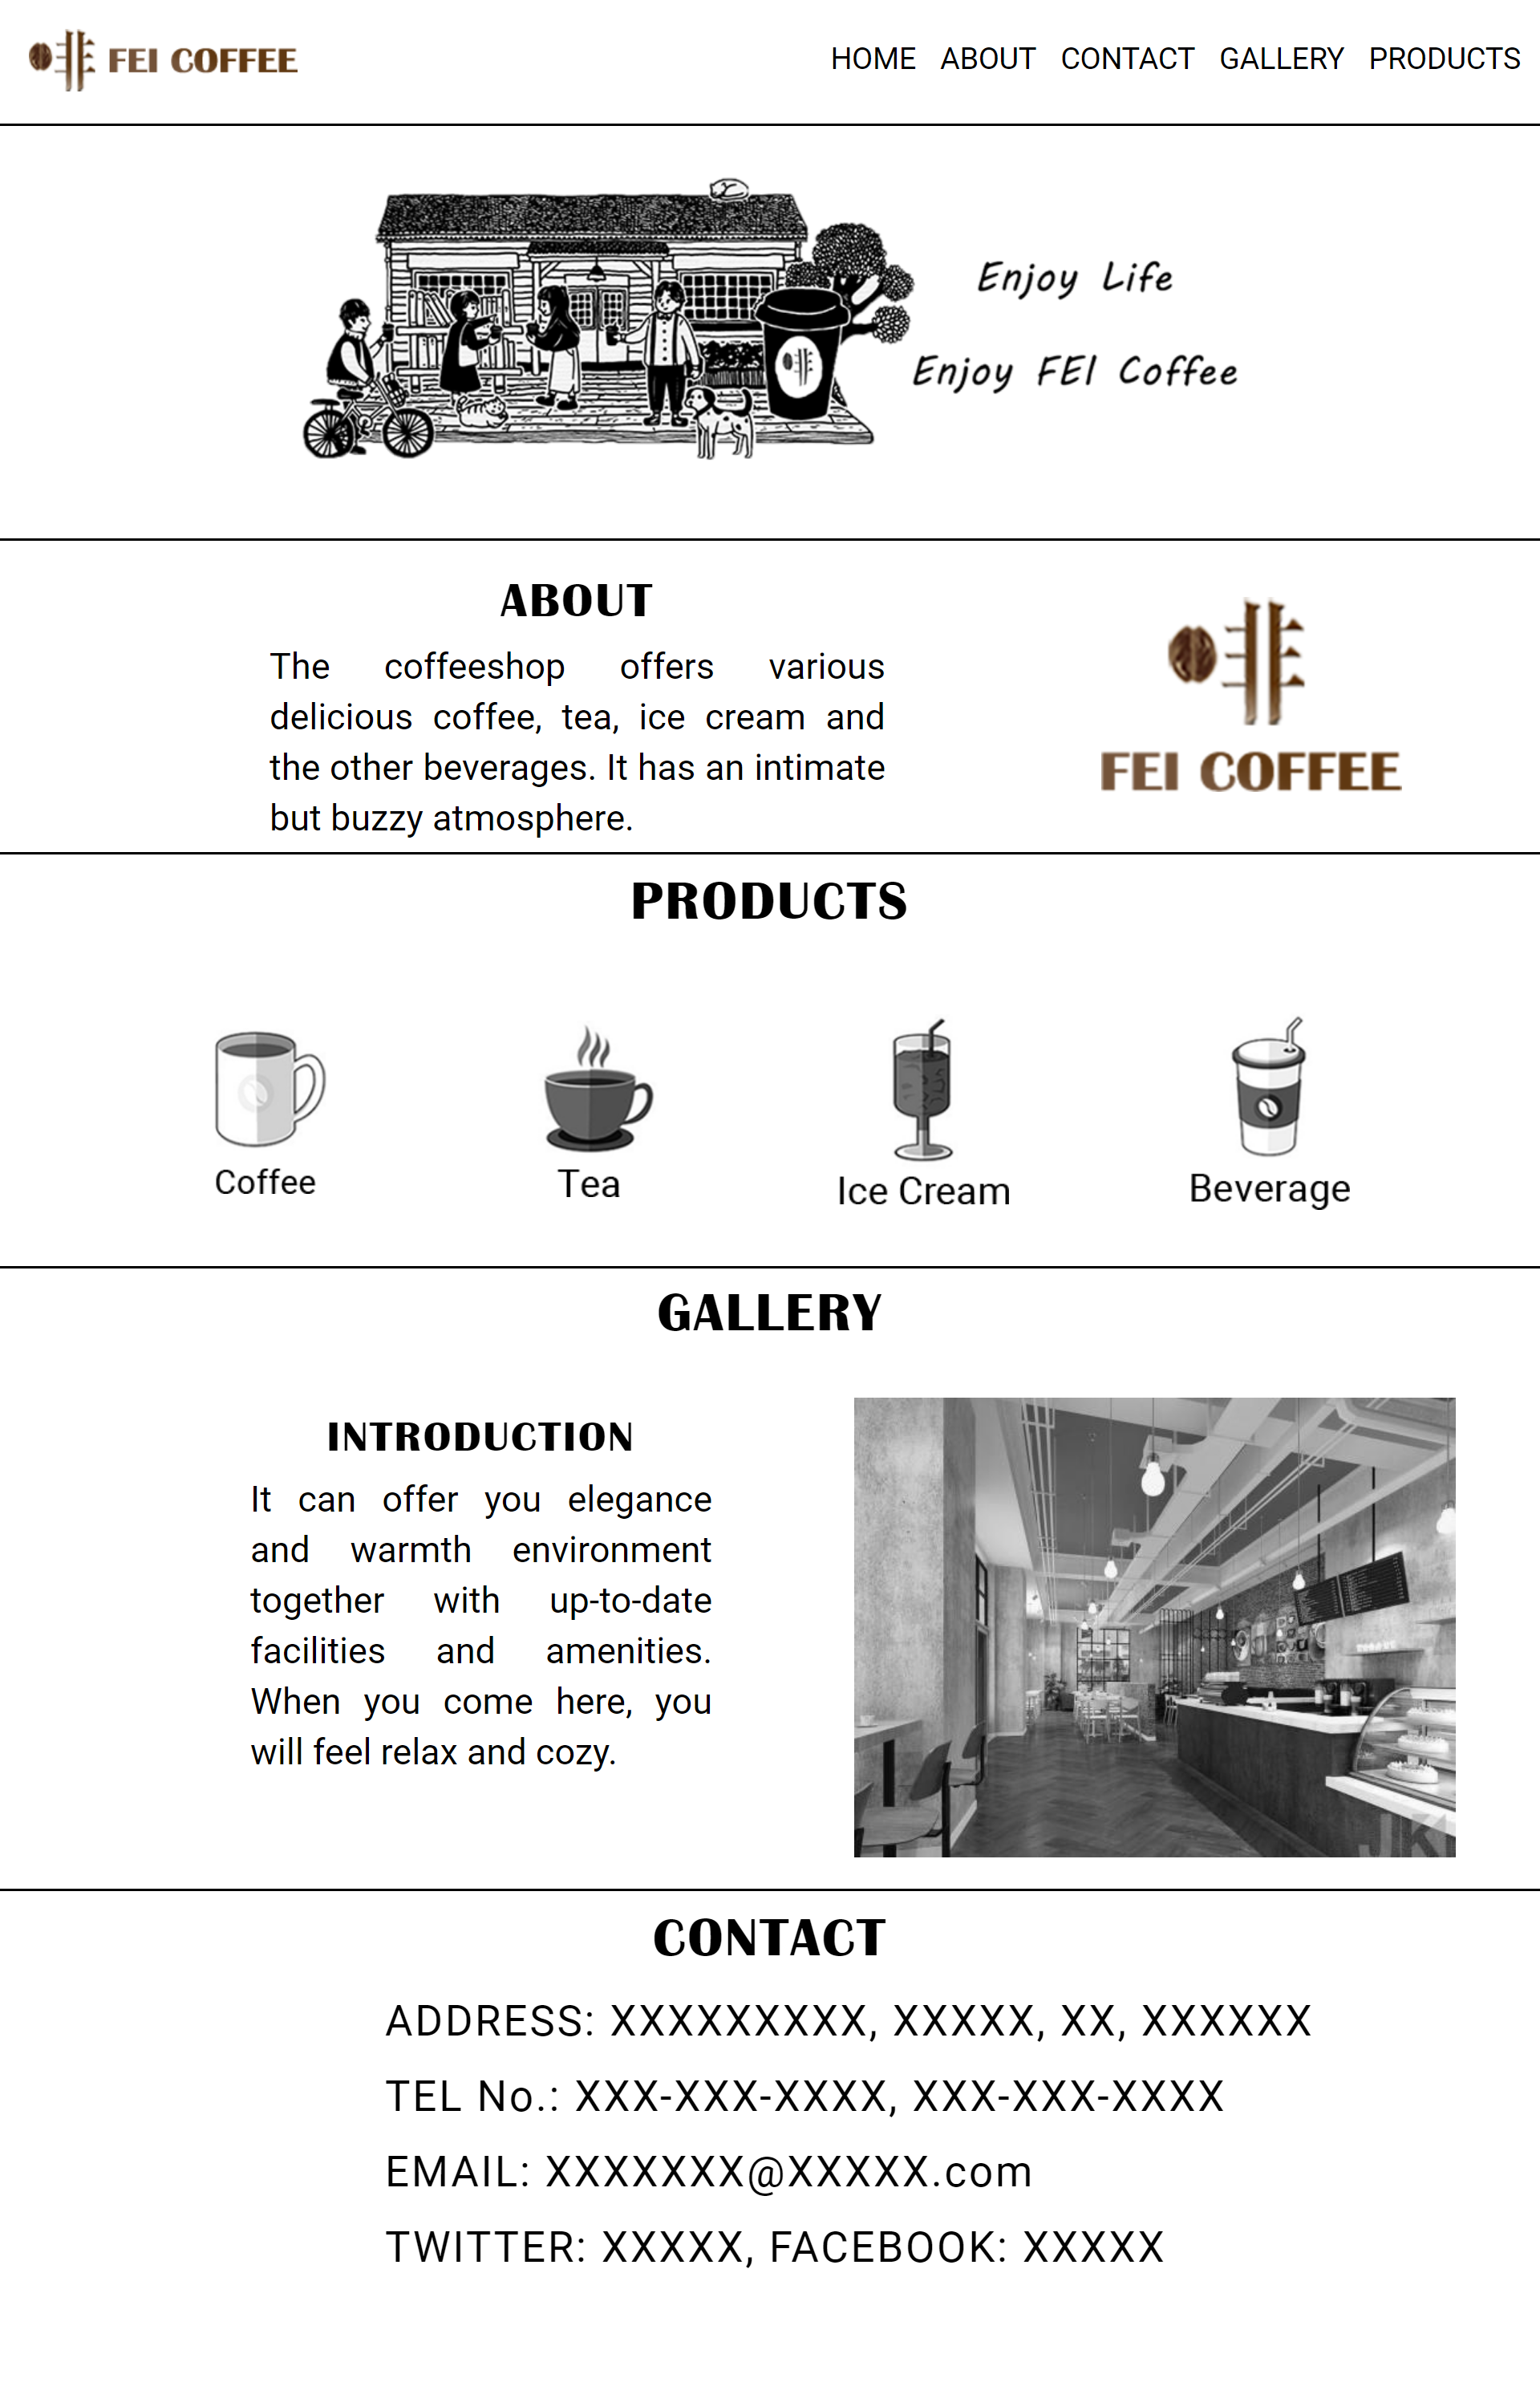 FEI COFFEE
HOME ABOUT CONTACT GALLERY PRODUCTS
Enjoy Life
Enjoy FEI Coffee
ABOUT
The coffeeshop offers various
delicious coffee, tea, ice cream and
the other beverages. It has an intimate
but buzzy atmosphere.
FEI COFFEE
PRODUCTS
Coffee
Tea
Ice Cream
Beverage
GALLERY
INTRODUCTION
It can offer you elegance
and warmth environment
together with up-to-date
facilities and amenities.
When you come here, you
will feel relax and cozy.
CONTACT
ADDRESS: XXXXXXXXX, XXXXX, XX, XXXXXX
TEL No.: XXX-XXX-XXXX, XXX-XXX-XXXX
EMAIL: XXXXXXX@XXXXX.com
TWITTER: XXXXX, FACEBOOK: XXXXX